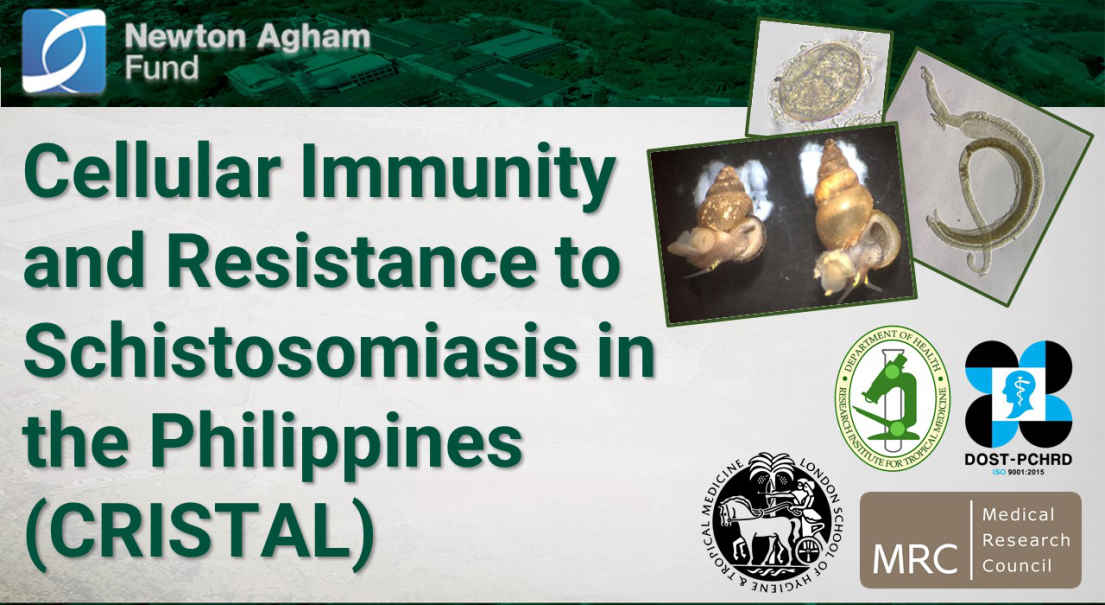 Newton Agham
Fund
Cellular Immunity
and Resistance to
Schistosomiasis in
the Philippines
(CRISTAL)
DEPARTMENT OF HEALTH
RESEARCH INSTITUTE FOR TROPICAL MEDICINE
DOST-PCHRD
ISO 9001:2015
LONDON SCHOOL OF HYGIENE & TROPICAL MEDICINE
MRC
Medical
Research
Council